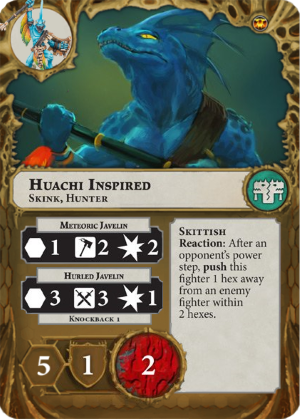 Huachi Inspired
Skink, Hunter
Meteoric Javelin
1 2 2
Hurled Javelin
3 3 1
Knockback 1
Skittish
Reaction: After an
opponent's power
step, push this
fighter 1 hex away
from an enemy
fighter within
2 hexes.
5 1 2